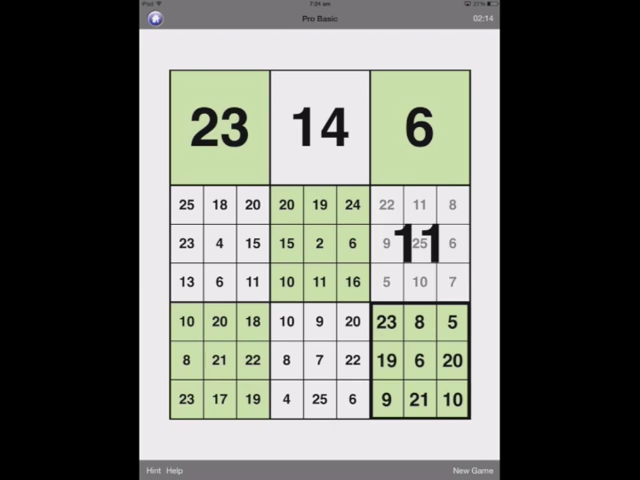 iPad 7:24 am 27%
Pro Basic 02:14
23 14 6
25 18 20 20 19 24 22 11 8
23 4 15 15 2 6 9 25 6
11
13 6 11 10 11 16 5 10 7
10 20 18 10 9 20 23 8 5
8 21 22 8 7 22 19 6 20
23 17 19 4 25 6 9 21 10
Hint Help New Game